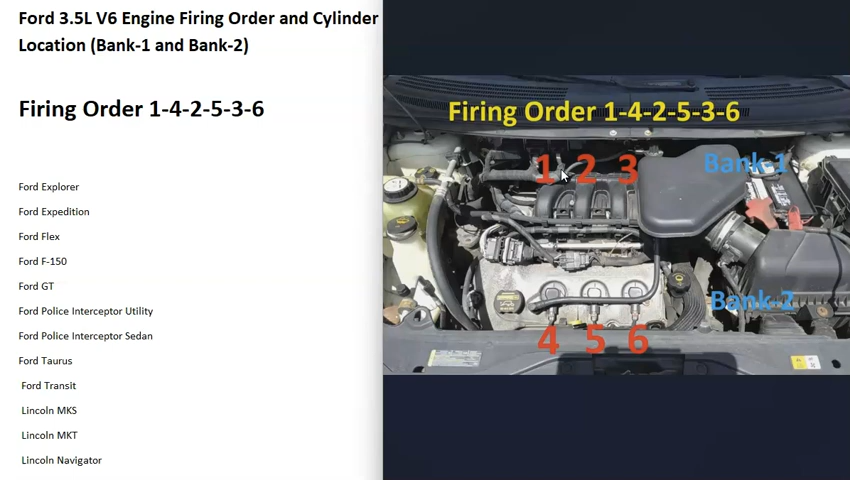 Ford 3.5L V6 Engine Firing Order and Cylinder
Location (Bank-1 and Bank-2)
Firing Order 1-4-2-5-3-6
Ford Explorer
Ford Expedition
Ford Flex
Ford F-150
Ford GT
Ford Police Interceptor Utility
Ford Police Interceptor Sedan
Ford Taurus
Ford Transit
Lincoln MKS
Lincoln MKT
Lincoln Navigator
Firing Order 1-4-2-5-3-6
1 2 3
Bank-1
Bank-2
4 5 6